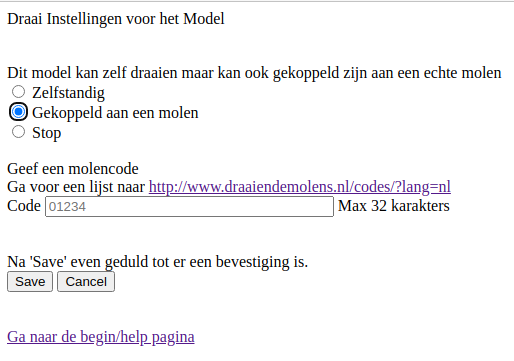 Draai Instellingen voor het Model
Dit model kan zelf draaien maar kan ook gekoppeld zijn aan een echte molen
Zelfstandig
Gekoppeld aan een molen
Stop
Geef een molencode
Ga voor een lijst naar http://www.draaiendemolens.nl/codes/?lang=nl
Code 01234 Max 32 karakters
Na 'Save' even geduld tot er een bevestiging is.
Save Cancel
Ga naar de begin/help pagina